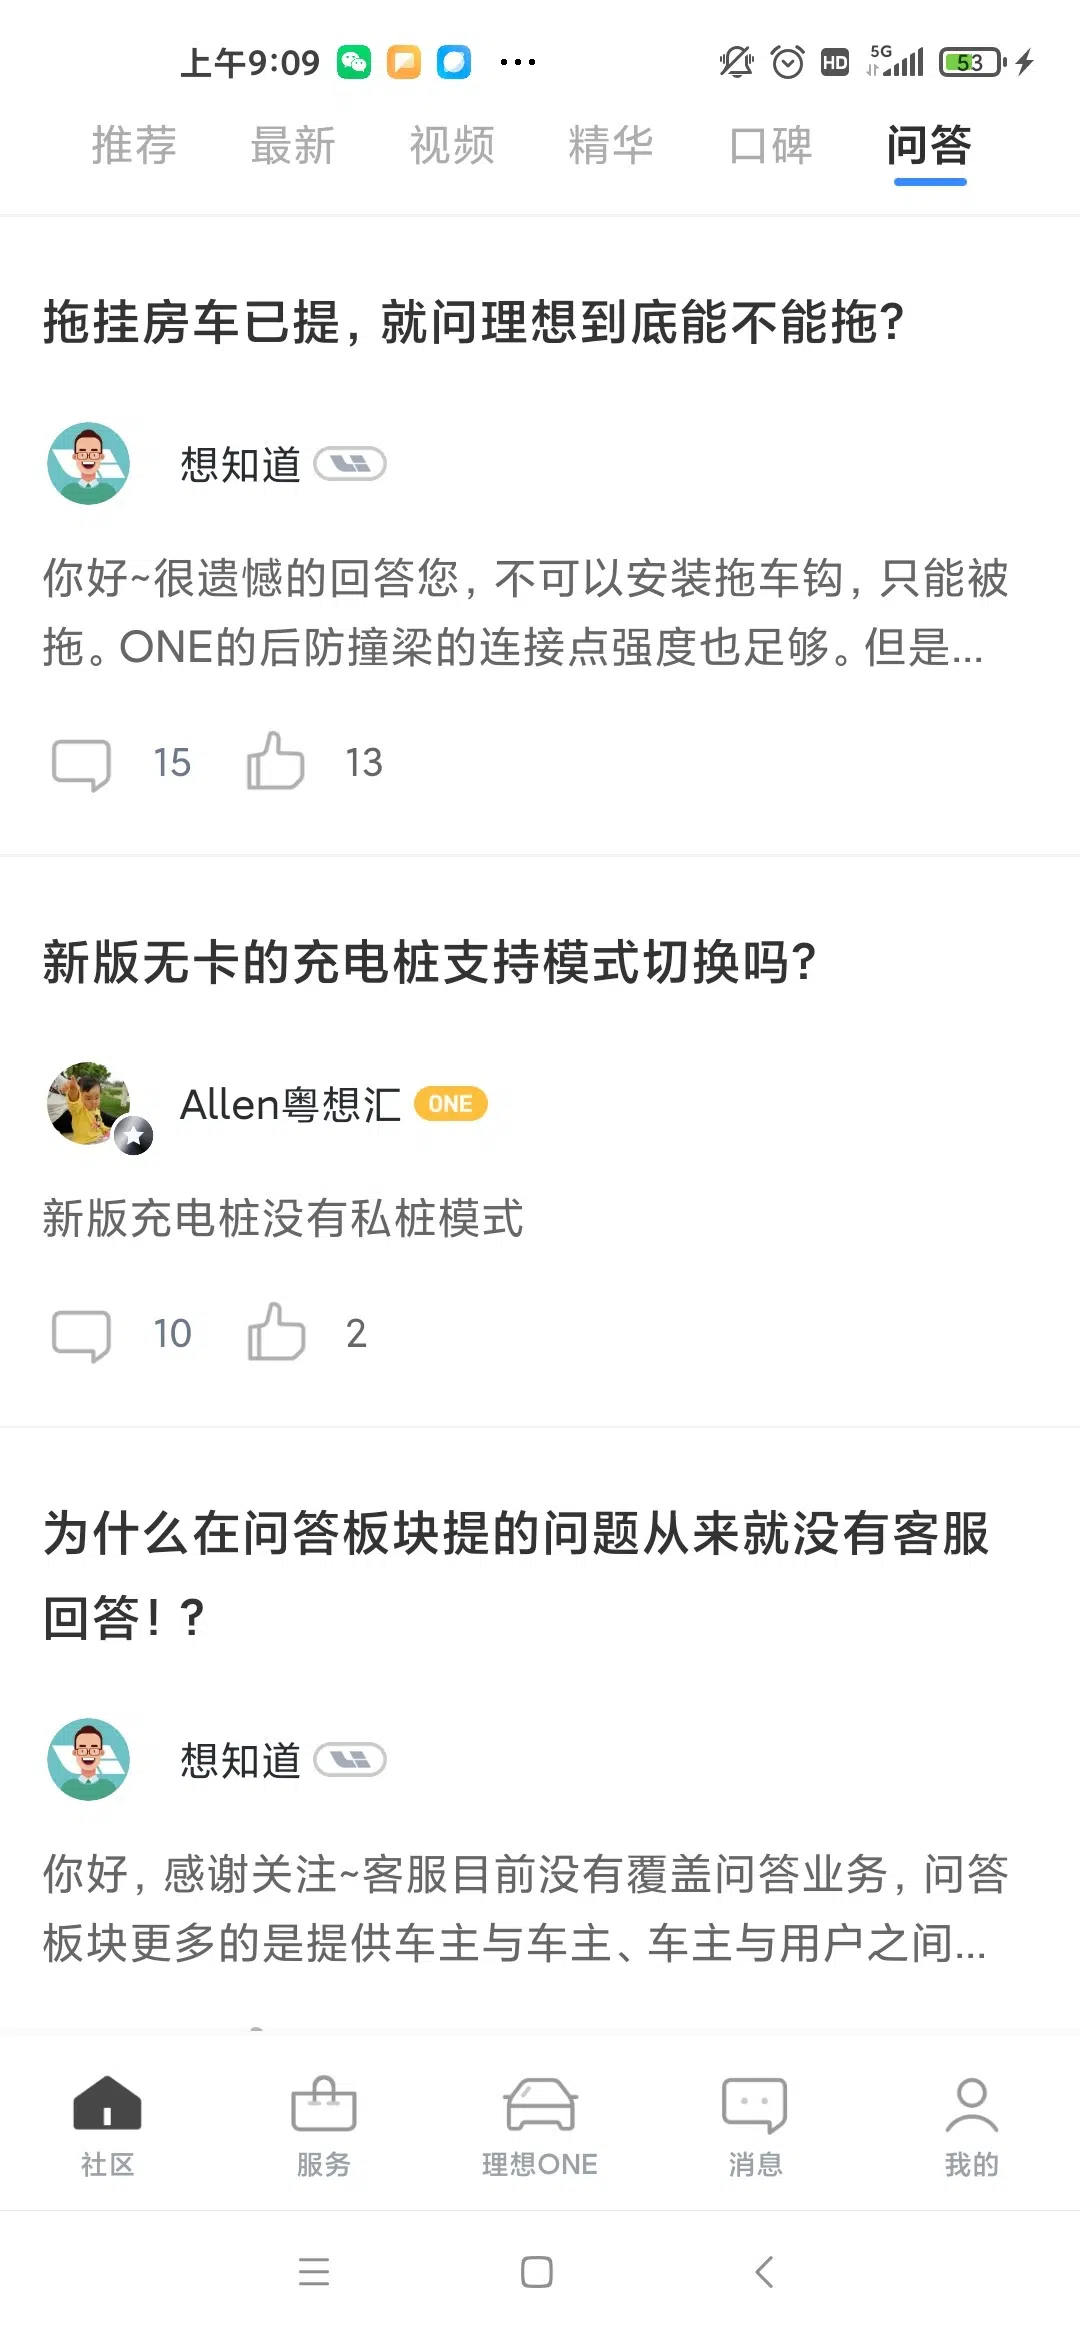 上午9:09
HD
5G
53
推荐 最新 视频 精华 口碑 问答
拖挂房车已提，就问理想到底能不能拖？
想知道
你好~很遗憾的回答您，不可以安装拖车钩，只能被
拖。ONE的后防撞梁的连接点强度也足够。但是...
15 13
新版无卡的充电桩支持模式切换吗？
Allen粤想汇 ONE
新版充电桩没有私桩模式
10 2
为什么在问答板块提的问题从来就没有客服
回答！？
想知道
你好，感谢关注~客服目前没有覆盖问答业务，问答
板块更多的是提供车主与车主、车主与用户之间...
社区 服务 理想ONE 消息 我的